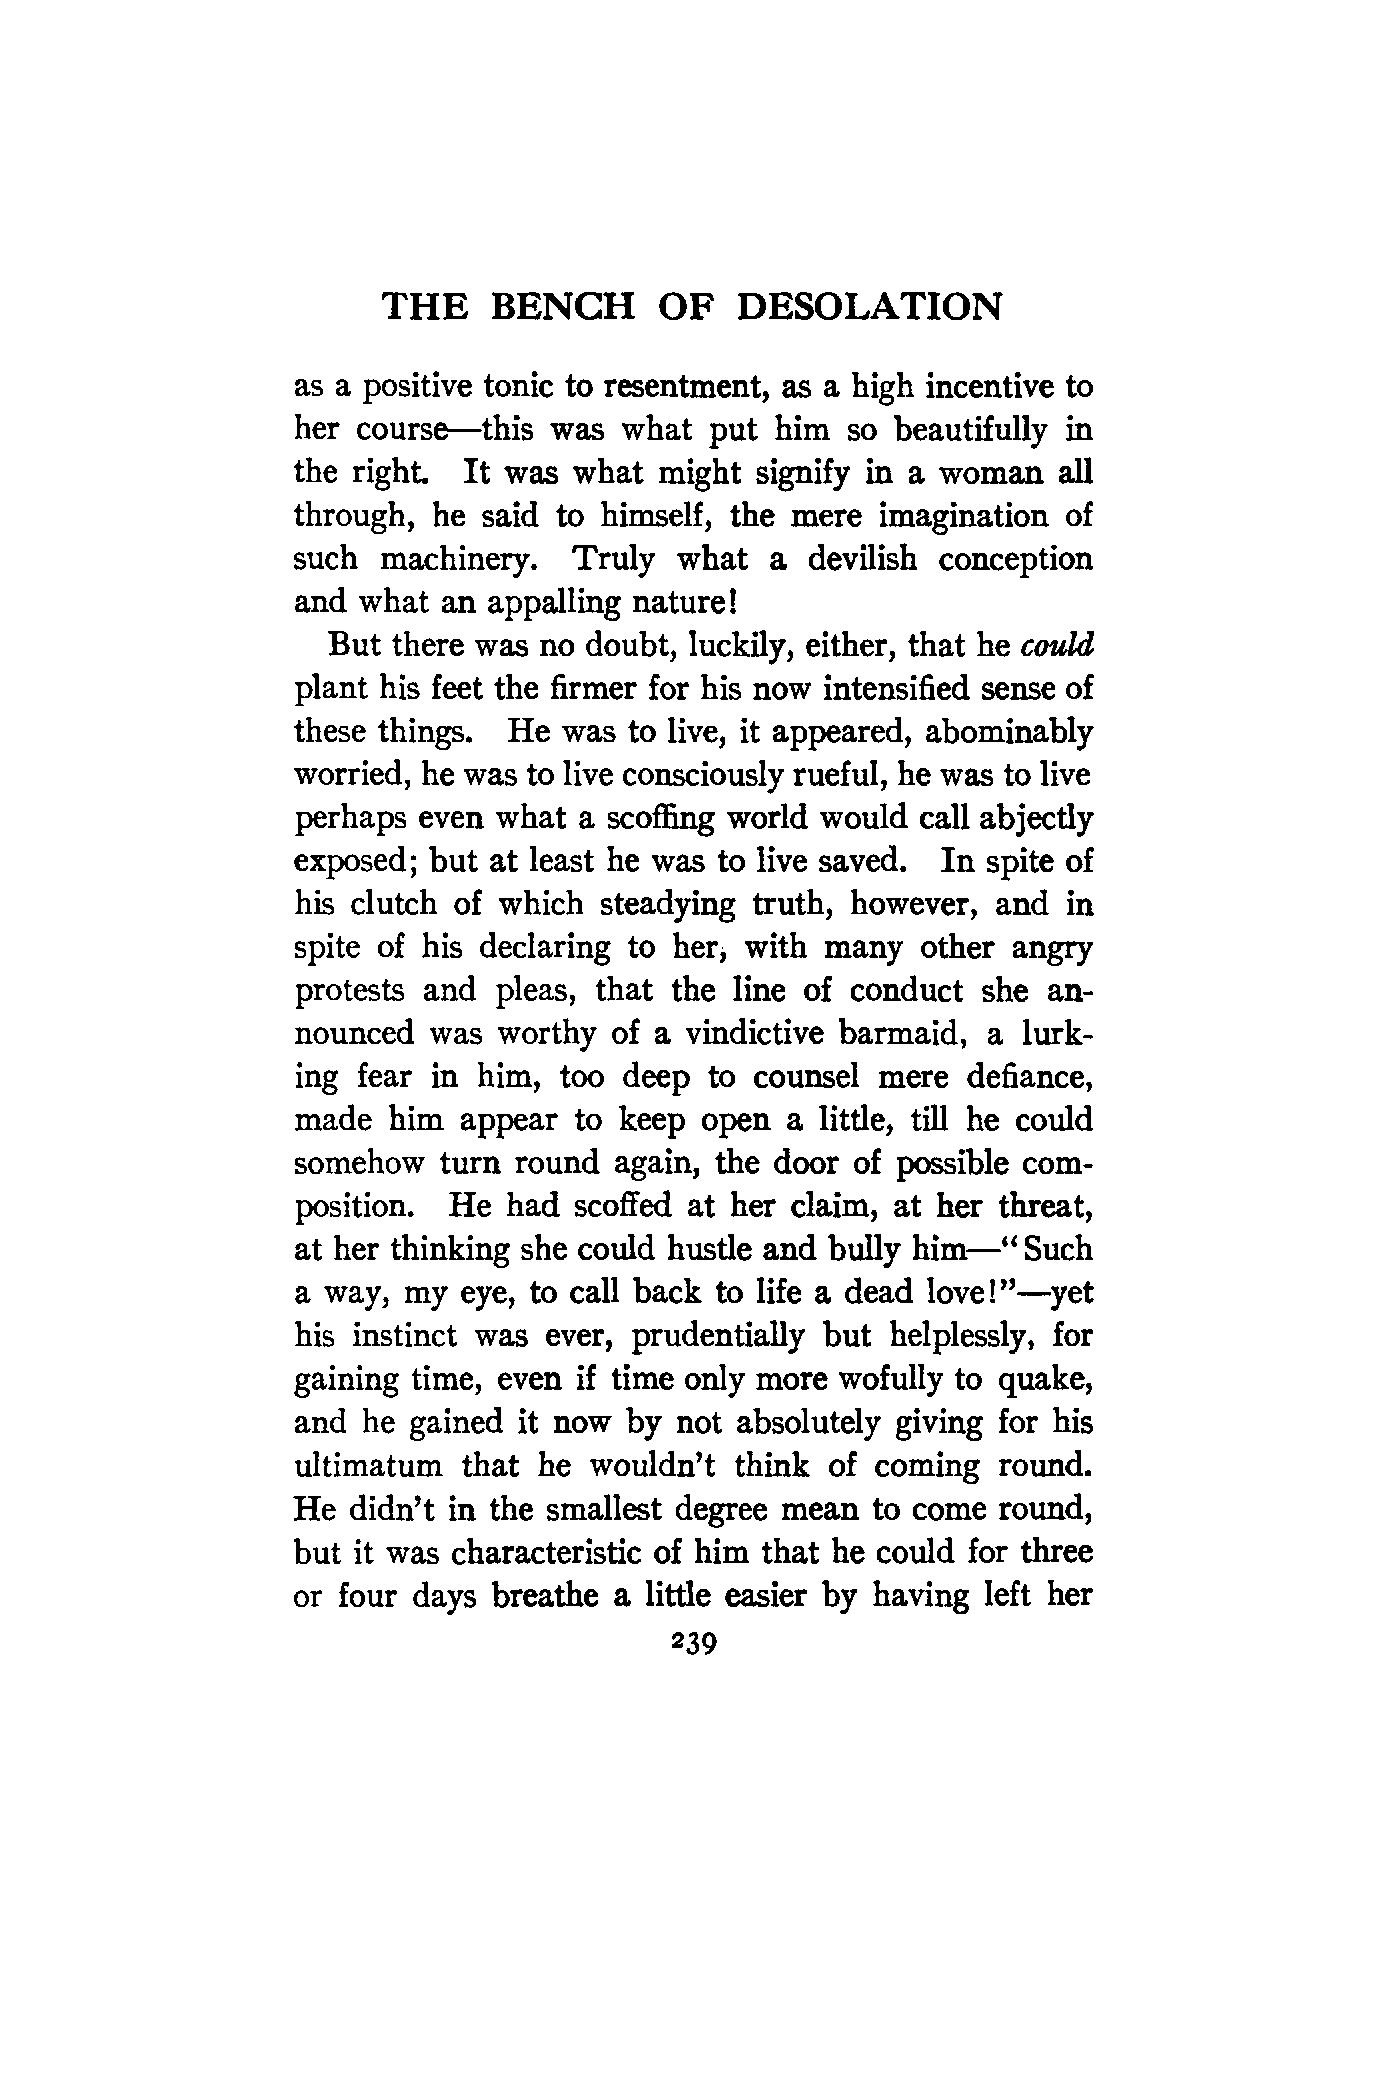 THE BENCH OF DESOLATION
as a positive tonic to resentment, as a high incentive to
her course—this was what put him so beautifully in
the right. It was what might signify in a woman all
through, he said to himself, the mere imagination of
such machinery. Truly what a devilish conception
and what an appalling nature!
But there was no doubt, luckily, either, that he could
plant his feet the firmer for his now intensified sense of
these things. He was to live, it appeared, abominably
worried, he was to live consciously rueful, he was to live
perhaps even what a scoffing world would call abjectly
exposed; but at least he was to live saved. In spite of
his clutch of which steadying truth, however, and in
spite of his declaring to her, with many other angry
protests and pleas, that the line of conduct she an-
nounced was worthy of a vindictive barmaid, a lurk-
ing fear in him, too deep to counsel mere defiance,
made him appear to keep open a little, till he could
somehow turn round again, the door of possible com-
position. He had scoffed at her claim, at her threat,
at her thinking she could hustle and bully him—“Such
a way, my eye, to call back to life a dead love!”—yet
his instinct was ever, prudentially but helplessly, for
gaining time, even if time only more wofully to quake,
and he gained it now by not absolutely giving for his
ultimatum that he wouldn’t think of coming round.
He didn’t in the smallest degree mean to come round,
but it was characteristic of him that he could for three
or four days breathe a little easier by having left her
239